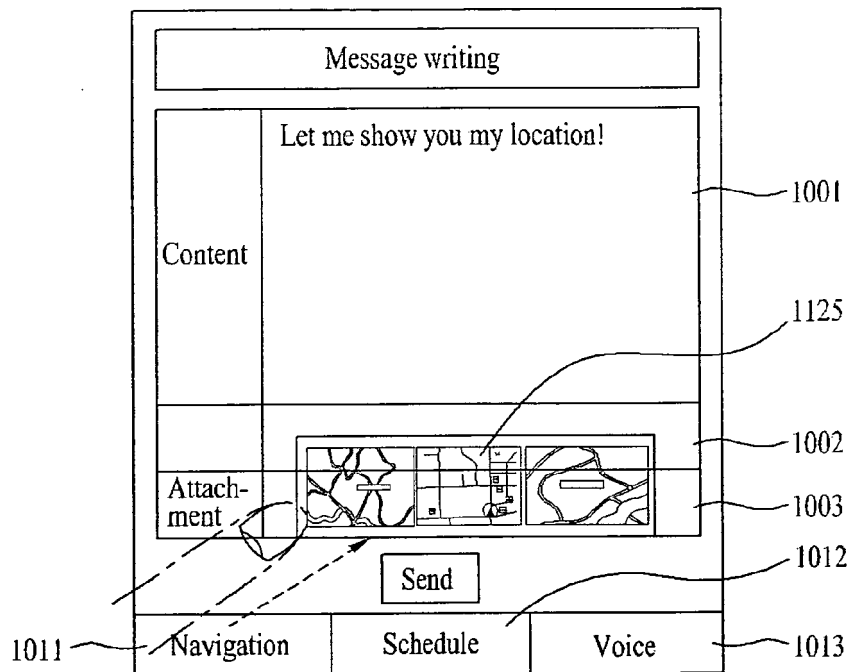 Message writing
Let me show you my location!
1001
Content
1125
1002
Attach-
ment
1003
1012
Send
1011
Navigation
Schedule
Voice
1013